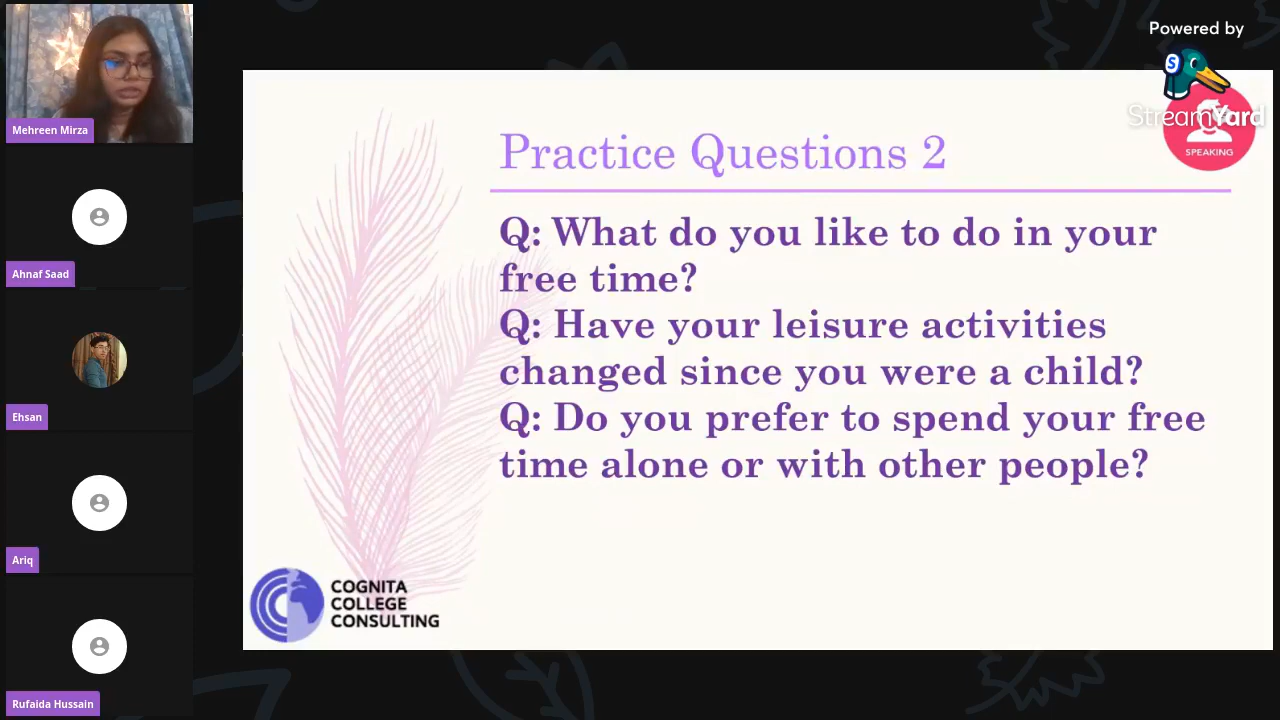 Mehreen Mirza
Ahnaf Saad
Ehsan
Ariq
Rufaida Hussain
Powered by
S
StreamYard
SPEAKING
Practice Questions 2
Q: What do you like to do in your
free time?
Q: Have your leisure activities
changed since you were a child?
Q: Do you prefer to spend your free
time alone or with other people?
COGNITA
COLLEGE
CONSULTING